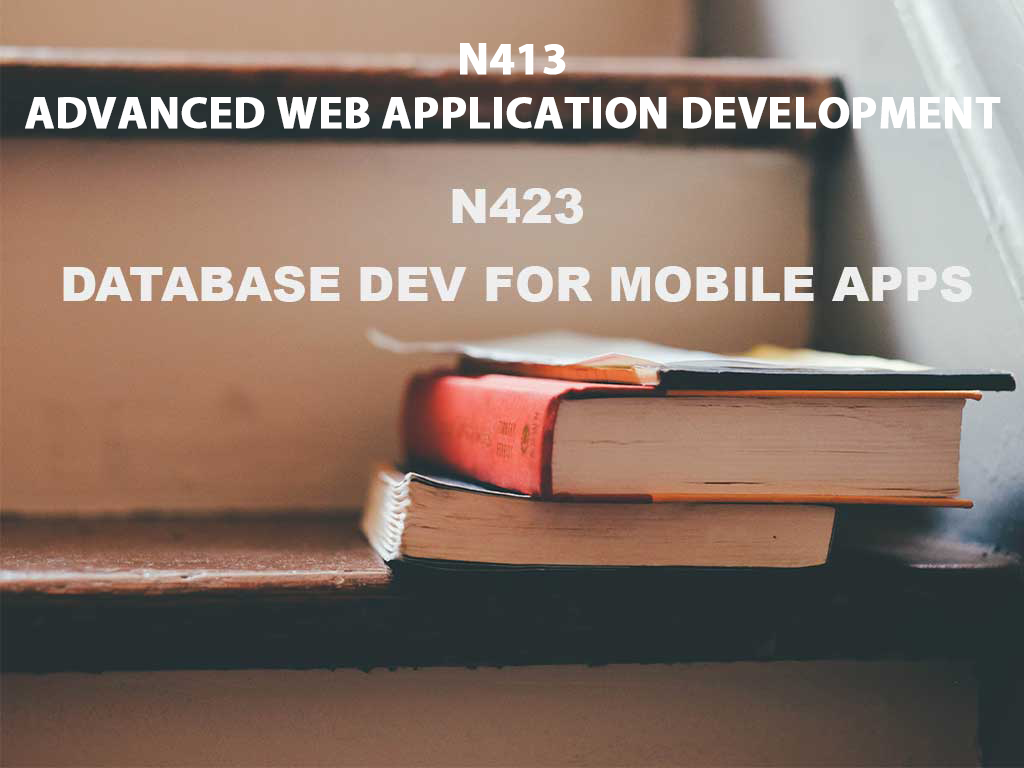 N413
ADVANCED WEB APPLICATION DEVELOPMENT
N423
DATABASE DEV FOR MOBILE APPS